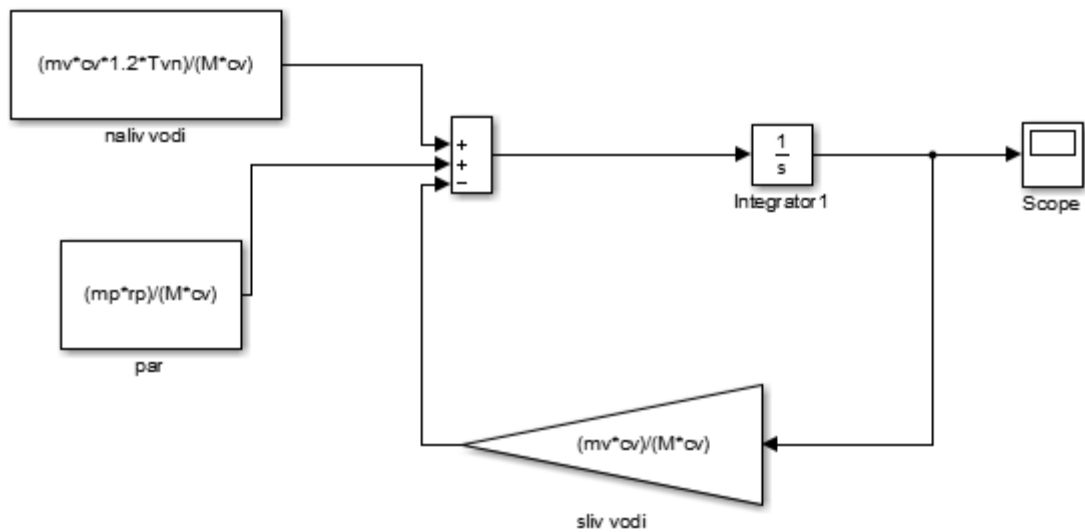 (mv*cv*1.2*Tvn)/(M*cv)
naliv vodi
+
+
−
1
s
Integrator1
Scope
(mp*rp)/(M*cv)
par
(mv*cv)/(M*cv)
sliv vodi